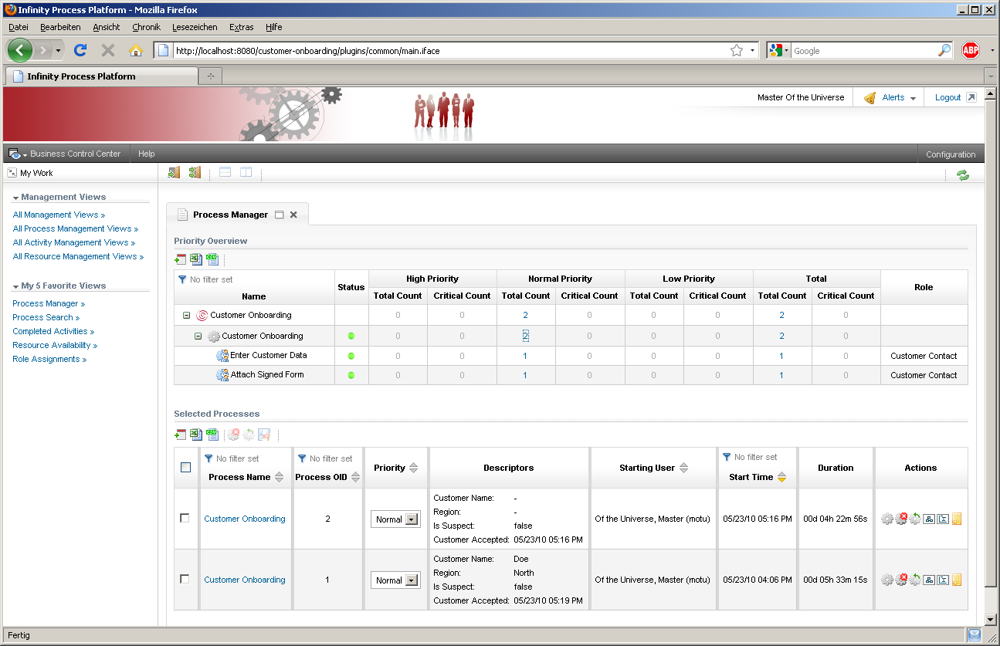 Infinity Process Platform - Mozilla Firefox
Datei Bearbeiten Ansicht Chronik Lesezeichen Extras Hilfe
http://localhost:8080/customer-onboarding/plugins/common/main.iface
Google
ABP
Infinity Process Platform
Master Of the Universe Alerts Logout
Business Control Center Help Configuration
My Work
Management Views
All Management Views »
All Process Management Views »
All Activity Management Views »
All Resource Management Views »
My 5 Favorite Views
Process Manager »
Process Search »
Completed Activities »
Resource Availability »
Role Assignments »
Process Manager
Priority Overview
No filter set
Name Status High Priority Normal Priority Low Priority Total Role
Total Count Critical Count Total Count Critical Count Total Count Critical Count Total Count Critical Count
Customer Onboarding 0 0 2 0 0 0 2 0
Customer Onboarding 0 0 2 0 0 0 2 0
Enter Customer Data 0 0 1 0 0 0 1 0 Customer Contact
Attach Signed Form 0 0 1 0 0 0 1 0 Customer Contact
Selected Processes
No filter set No filter set No filter set
Process Name Process OID Priority Descriptors Starting User Start Time Duration Actions
Customer Onboarding 2 Normal
Customer Name: -
Region: -
Is Suspect: false
Customer Accepted: 05/23/10 05:16 PM
Of the Universe, Master (motu) 05/23/10 05:16 PM 00d 04h 22m 56s
Customer Onboarding 1 Normal
Customer Name: Doe
Region: North
Is Suspect: false
Customer Accepted: 05/23/10 05:19 PM
Of the Universe, Master (motu) 05/23/10 04:06 PM 00d 05h 33m 15s
Fertig